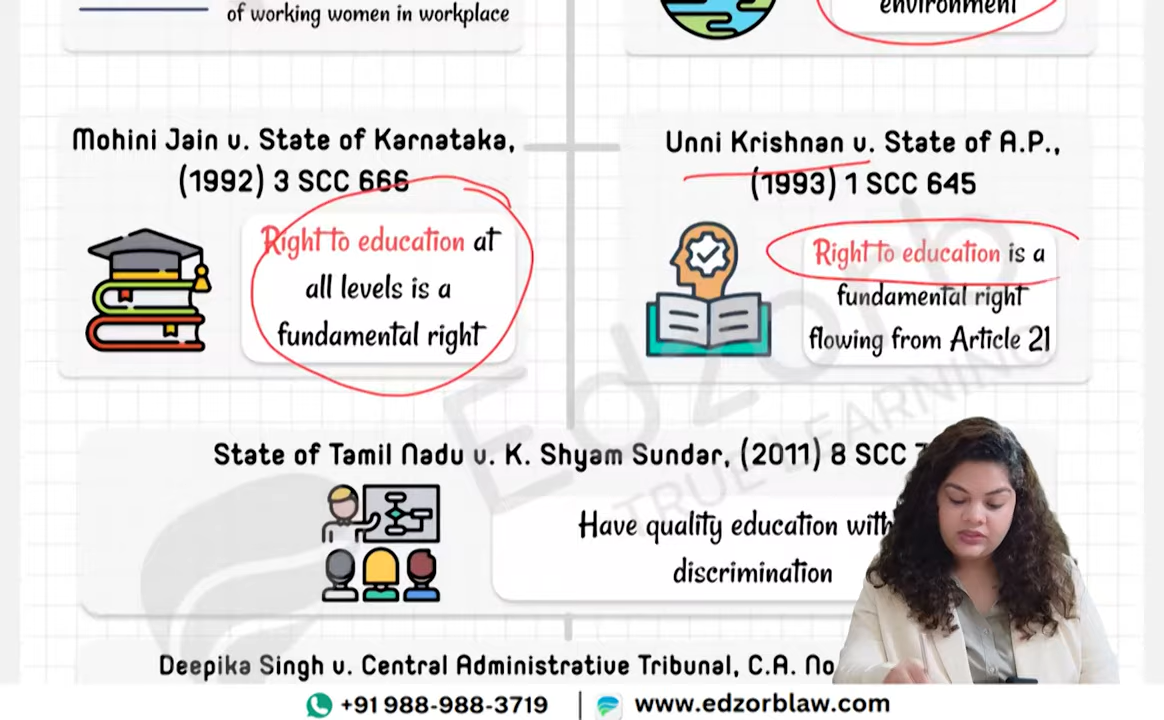 of working women in workplace
environment
Mohini Jain v. State of Karnataka,
(1992) 3 SCC 666
Right to education at
all levels is a
fundamental right
Unni Krishnan v. State of A.P.,
(1993) 1 SCC 645
Right to education is a
fundamental right
flowing from Article 21
State of Tamil Nadu v. K. Shyam Sundar, (2011) 8 SCC
Have quality education
discrimination
Deepika Singh v. Central Administrative Tribunal, C.A. No
Edzorb
TRUE LEARNING
+91 988-988-3719 | www.edzorblaw.com